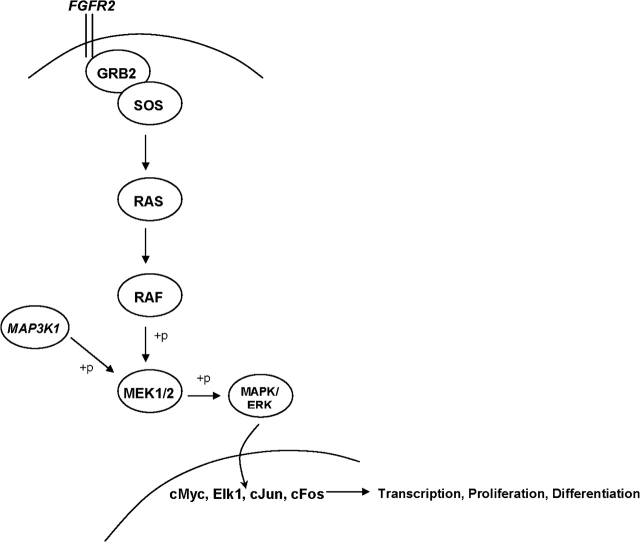 FGFR2
GRB2
SOS
RAS
RAF
+p
MAP3K1
+p
MEK1/2
+p
MAPK/
ERK
cMyc, Elk1, cJun, cFos
Transcription, Proliferation, Differentiation